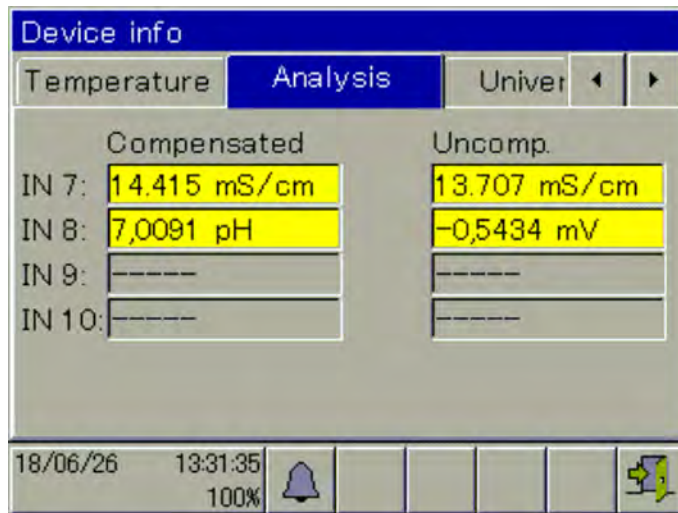 Device info
Temperature Analysis Univer
Compensated Uncomp.
IN 7: 14.415 mS/cm 13.707 mS/cm
IN 8: 7,0091 pH -0,5434 mV
IN 9: ----- -----
IN 10: ----- -----
18/06/26 13:31:35
100%